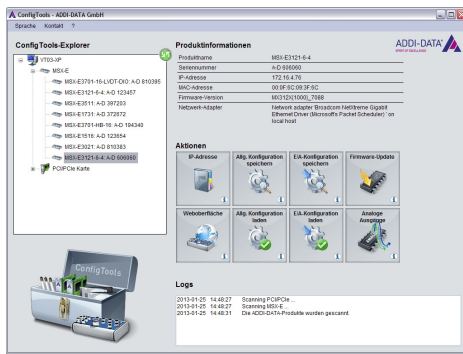 ConfigTools - ADDI-DATA GmbH
Sprache Kontakt ?
ConfigTools-Explorer
VT03-XP
MSX-E
MSX-E3701-16-LVDT-DIO: A-D 810395
MSX-E3121-6-4: A-D 123457
MSX-E3511: A-D 397203
MSX-E1731: A-D 372672
MSX-E3701-HB-16: A-D 194340
MSX-E1516: A-D 123654
MSX-E3021: A-D 810383
MSX-E3121-6-4: A-D 606060
PCI/PCIe Karte
ConfigTools
Produktinformationen
ADDI-DATA
SPIRIT OF EXCELLENCE
Produktname MSX-E3121-6-4
Seriennummer A-D 606060
IP-Adresse 172.16.4.76
MAC-Adresse 00:0F:6C:09:3F:6C
Firmware-Version MX312X(1000)_7088
Netzwerk-Adapter Network adapter 'Broadcom NetXtreme Gigabit
Ethernet Driver (Microsoft's Packet Scheduler) ' on
local host
Aktionen
IP-Adresse
Allg. Konfiguration
speichern
E/A-Konfiguration
speichern
Firmware-Update
Weboberfläche
Allg. Konfiguration
laden
E/A-Konfiguration
laden
Analoge
Ausgänge
Logs
2013-01-25 14:48:27 Scanning PCI/PCIe ...
2013-01-25 14:48:27 Scanning MSX-E ...
2013-01-25 14:48:31 Die ADDI-DATA-Produkte wurden gescannt